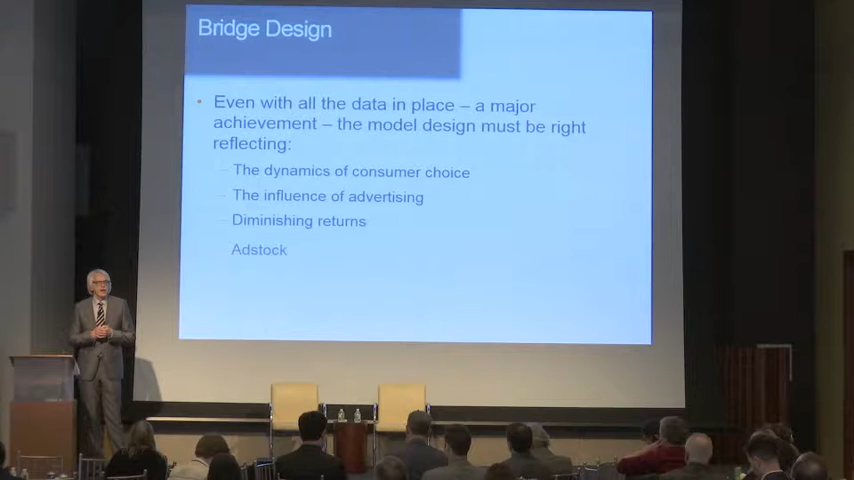 Bridge Design
• Even with all the data in place – a major
achievement – the model design must be right
reflecting:
– The dynamics of consumer choice
– The influence of advertising
– Diminishing returns
Adstock